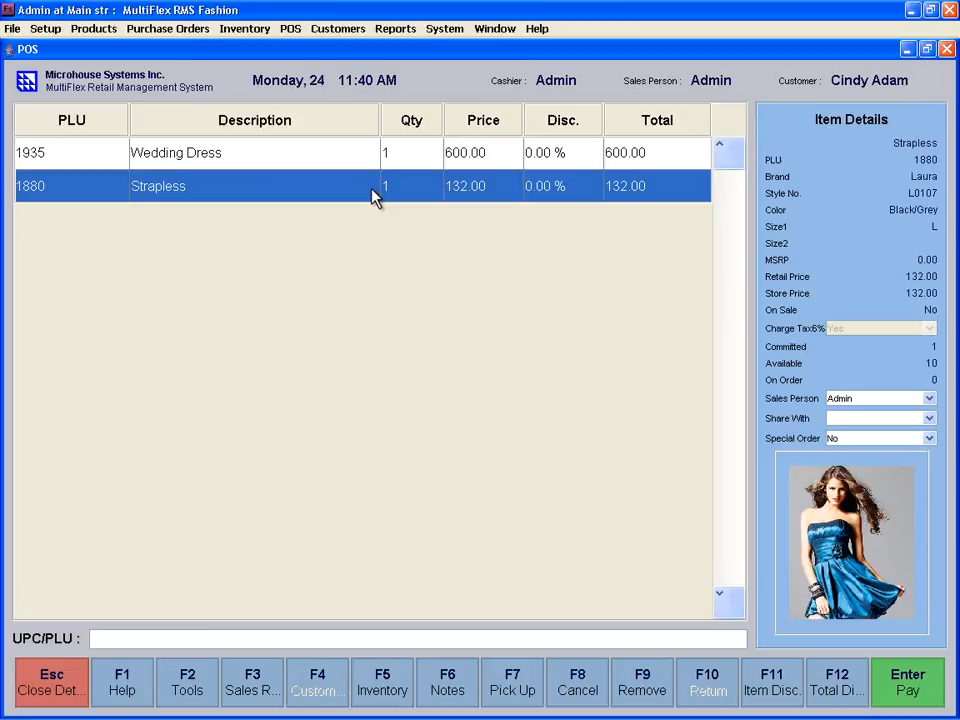 Admin at Main str : MultiFlex RMS Fashion
File Setup Products Purchase Orders Inventory POS Customers Reports System Window Help
POS
Microhouse Systems Inc.
MultiFlex Retail Management System
Monday, 24 11:40 AM
Cashier : Admin
Sales Person : Admin
Customer : Cindy Adam
PLU Description Qty Price Disc. Total
1935 Wedding Dress 1 600.00 0.00 % 600.00
1880 Strapless 1 132.00 0.00 % 132.00
Item Details
Strapless
PLU 1880
Brand Laura
Style No. L0107
Color Black/Grey
Size1 L
Size2
MSRP 0.00
Retail Price 132.00
Store Price 132.00
On Sale No
Charge Tax6% Yes
Committed 1
Available 10
On Order 0
Sales Person Admin
Share With
Special Order No
UPC/PLU :
Esc F1 F2 F3 F4 F5 F6 F7 F8 F9 F10 F11 F12 Enter
Close Det... Help Tools Sales R... Custom... Inventory Notes Pick Up Cancel Remove Return Item Disc. Total Di... Pay